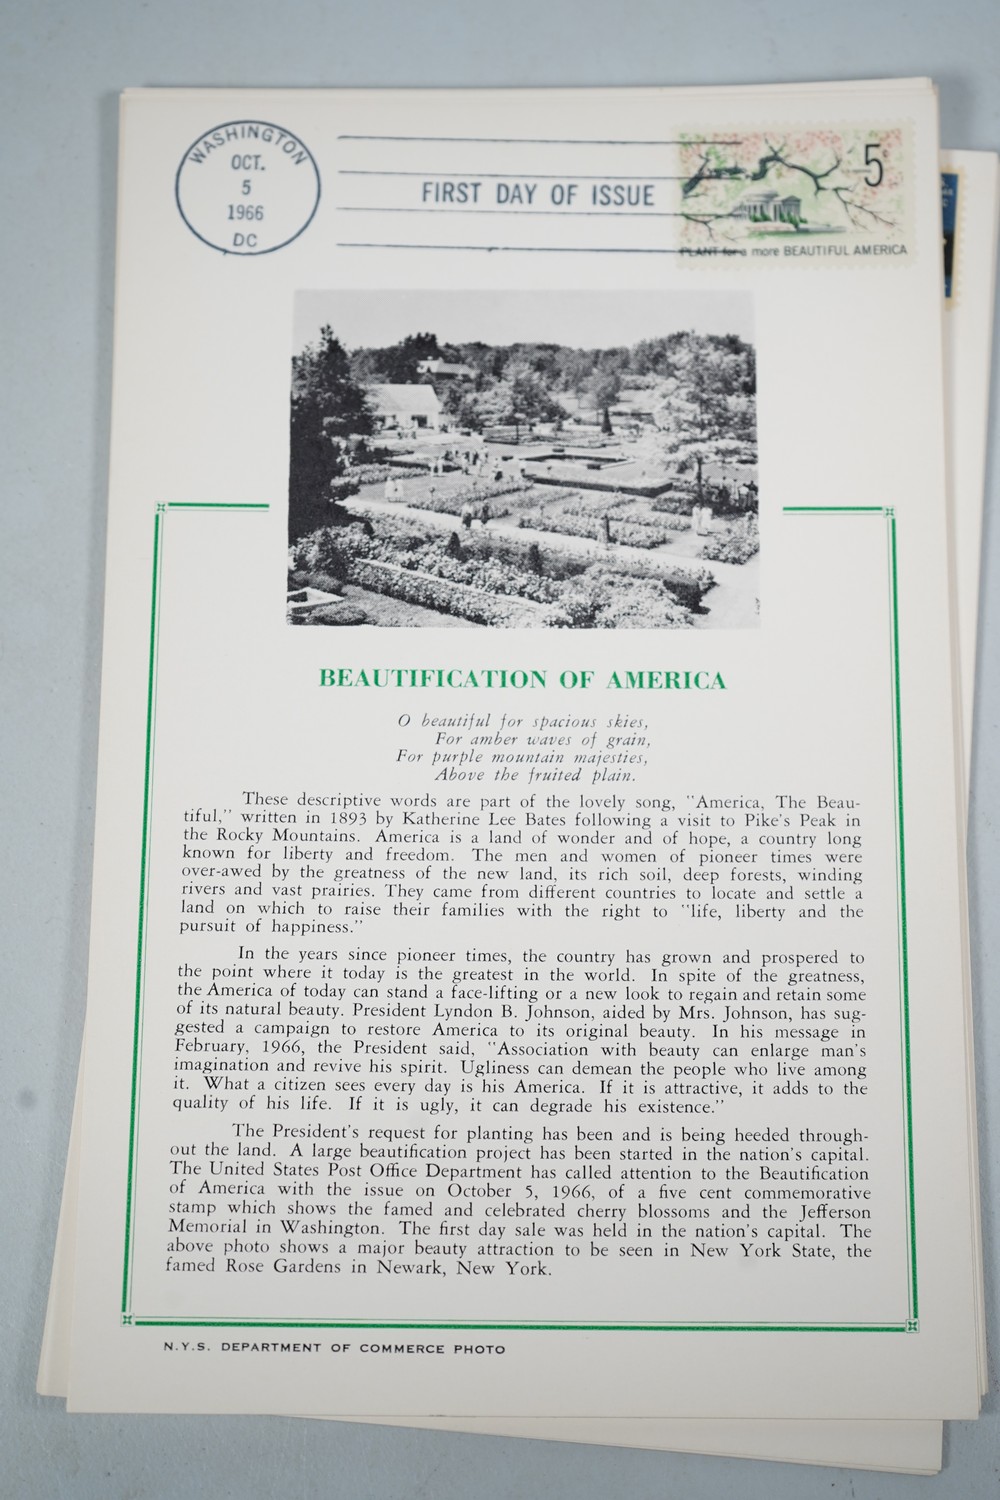 WASHINGTON
OCT.
5
1966
DC
FIRST DAY OF ISSUE
5c
PLANT for a more BEAUTIFUL AMERICA
BEAUTIFICATION OF AMERICA
O beautiful for spacious skies,
For amber waves of grain,
For purple mountain majesties,
Above the fruited plain.
These descriptive words are part of the lovely song, "America, The Beau-
tiful," written in 1893 by Katherine Lee Bates following a visit to Pike's Peak in
the Rocky Mountains. America is a land of wonder and of hope, a country long
known for liberty and freedom. The men and women of pioneer times were
over-awed by the greatness of the new land, its rich soil, deep forests, winding
rivers and vast prairies. They came from different countries to locate and settle a
land on which to raise their families with the right to "life, liberty and the
pursuit of happiness."
In the years since pioneer times, the country has grown and prospered to
the point where it today is the greatest in the world. In spite of the greatness,
the America of today can stand a face-lifting or a new look to regain and retain some
of its natural beauty. President Lyndon B. Johnson, aided by Mrs. Johnson, has sug-
gested a campaign to restore America to its original beauty. In his message in
February, 1966, the President said, "Association with beauty can enlarge man's
imagination and revive his spirit. Ugliness can demean the people who live among
it. What a citizen sees every day is his America. If it is attractive, it adds to the
quality of his life. If it is ugly, it can degrade his existence."
The President's request for planting has been and is being heeded through-
out the land. A large beautification project has been started in the nation's capital.
The United States Post Office Department has called attention to the Beautification
of America with the issue on October 5, 1966, of a five cent commemorative
stamp which shows the famed and celebrated cherry blossoms and the Jefferson
Memorial in Washington. The first day sale was held in the nation's capital. The
above photo shows a major beauty attraction to be seen in New York State, the
famed Rose Gardens in Newark, New York.
N.Y.S. DEPARTMENT OF COMMERCE PHOTO